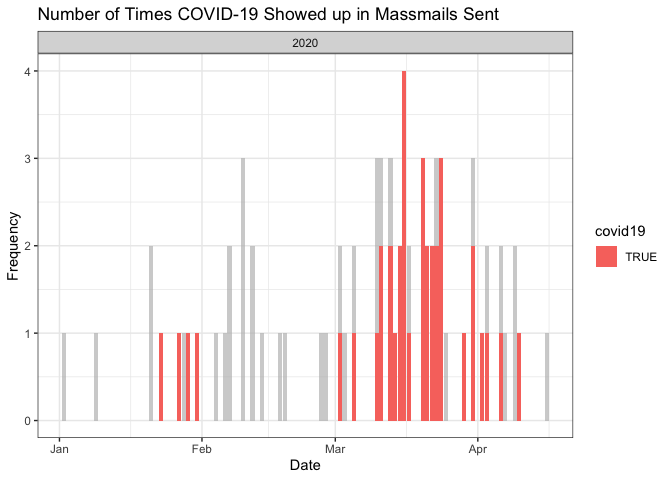 Number of Times COVID-19 Showed up in Massmails Sent
2020
4
3
2
1
0
Frequency
Jan Feb Mar Apr
Date
covid19
TRUE